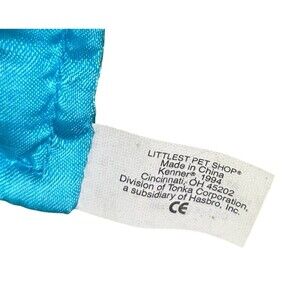 LITTLEST PET SHOP®
Made in China
Kenner® 1994
Cincinnati, OH 45202
Division of Tonka Corporation,
a subsidiary of Hasbro, Inc.
CE